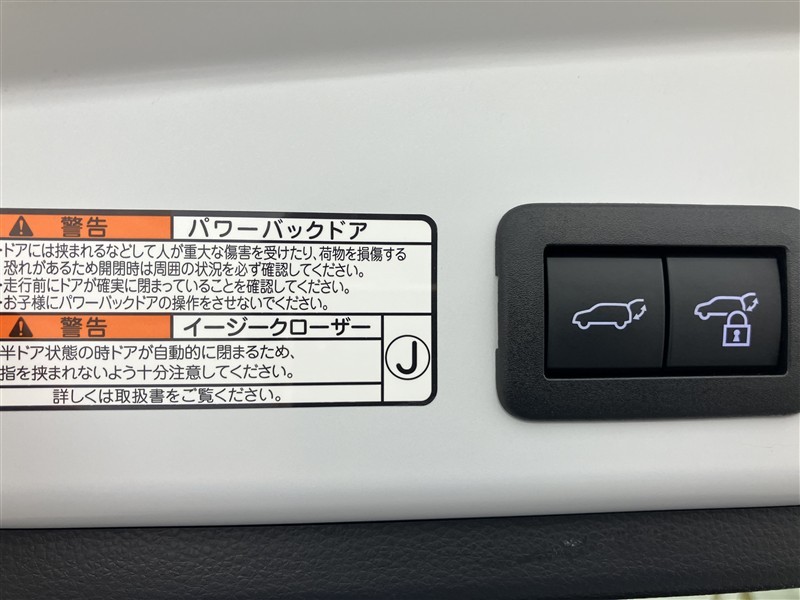 警告 パワーバックドア
・ドアには挟まれるなどして人が重大な傷害を受けたり、荷物を損傷する
恐れがあるため開閉時は周囲の状況を必ず確認してください。
・走行前にドアが確実に閉まっていることを確認してください。
・お子様にパワーバックドアの操作をさせないでください。
警告 イージークローザー
半ドア状態の時ドアが自動的に閉まるため、
指を挟まれないよう十分注意してください。
詳しくは取扱書をご覧ください。
J